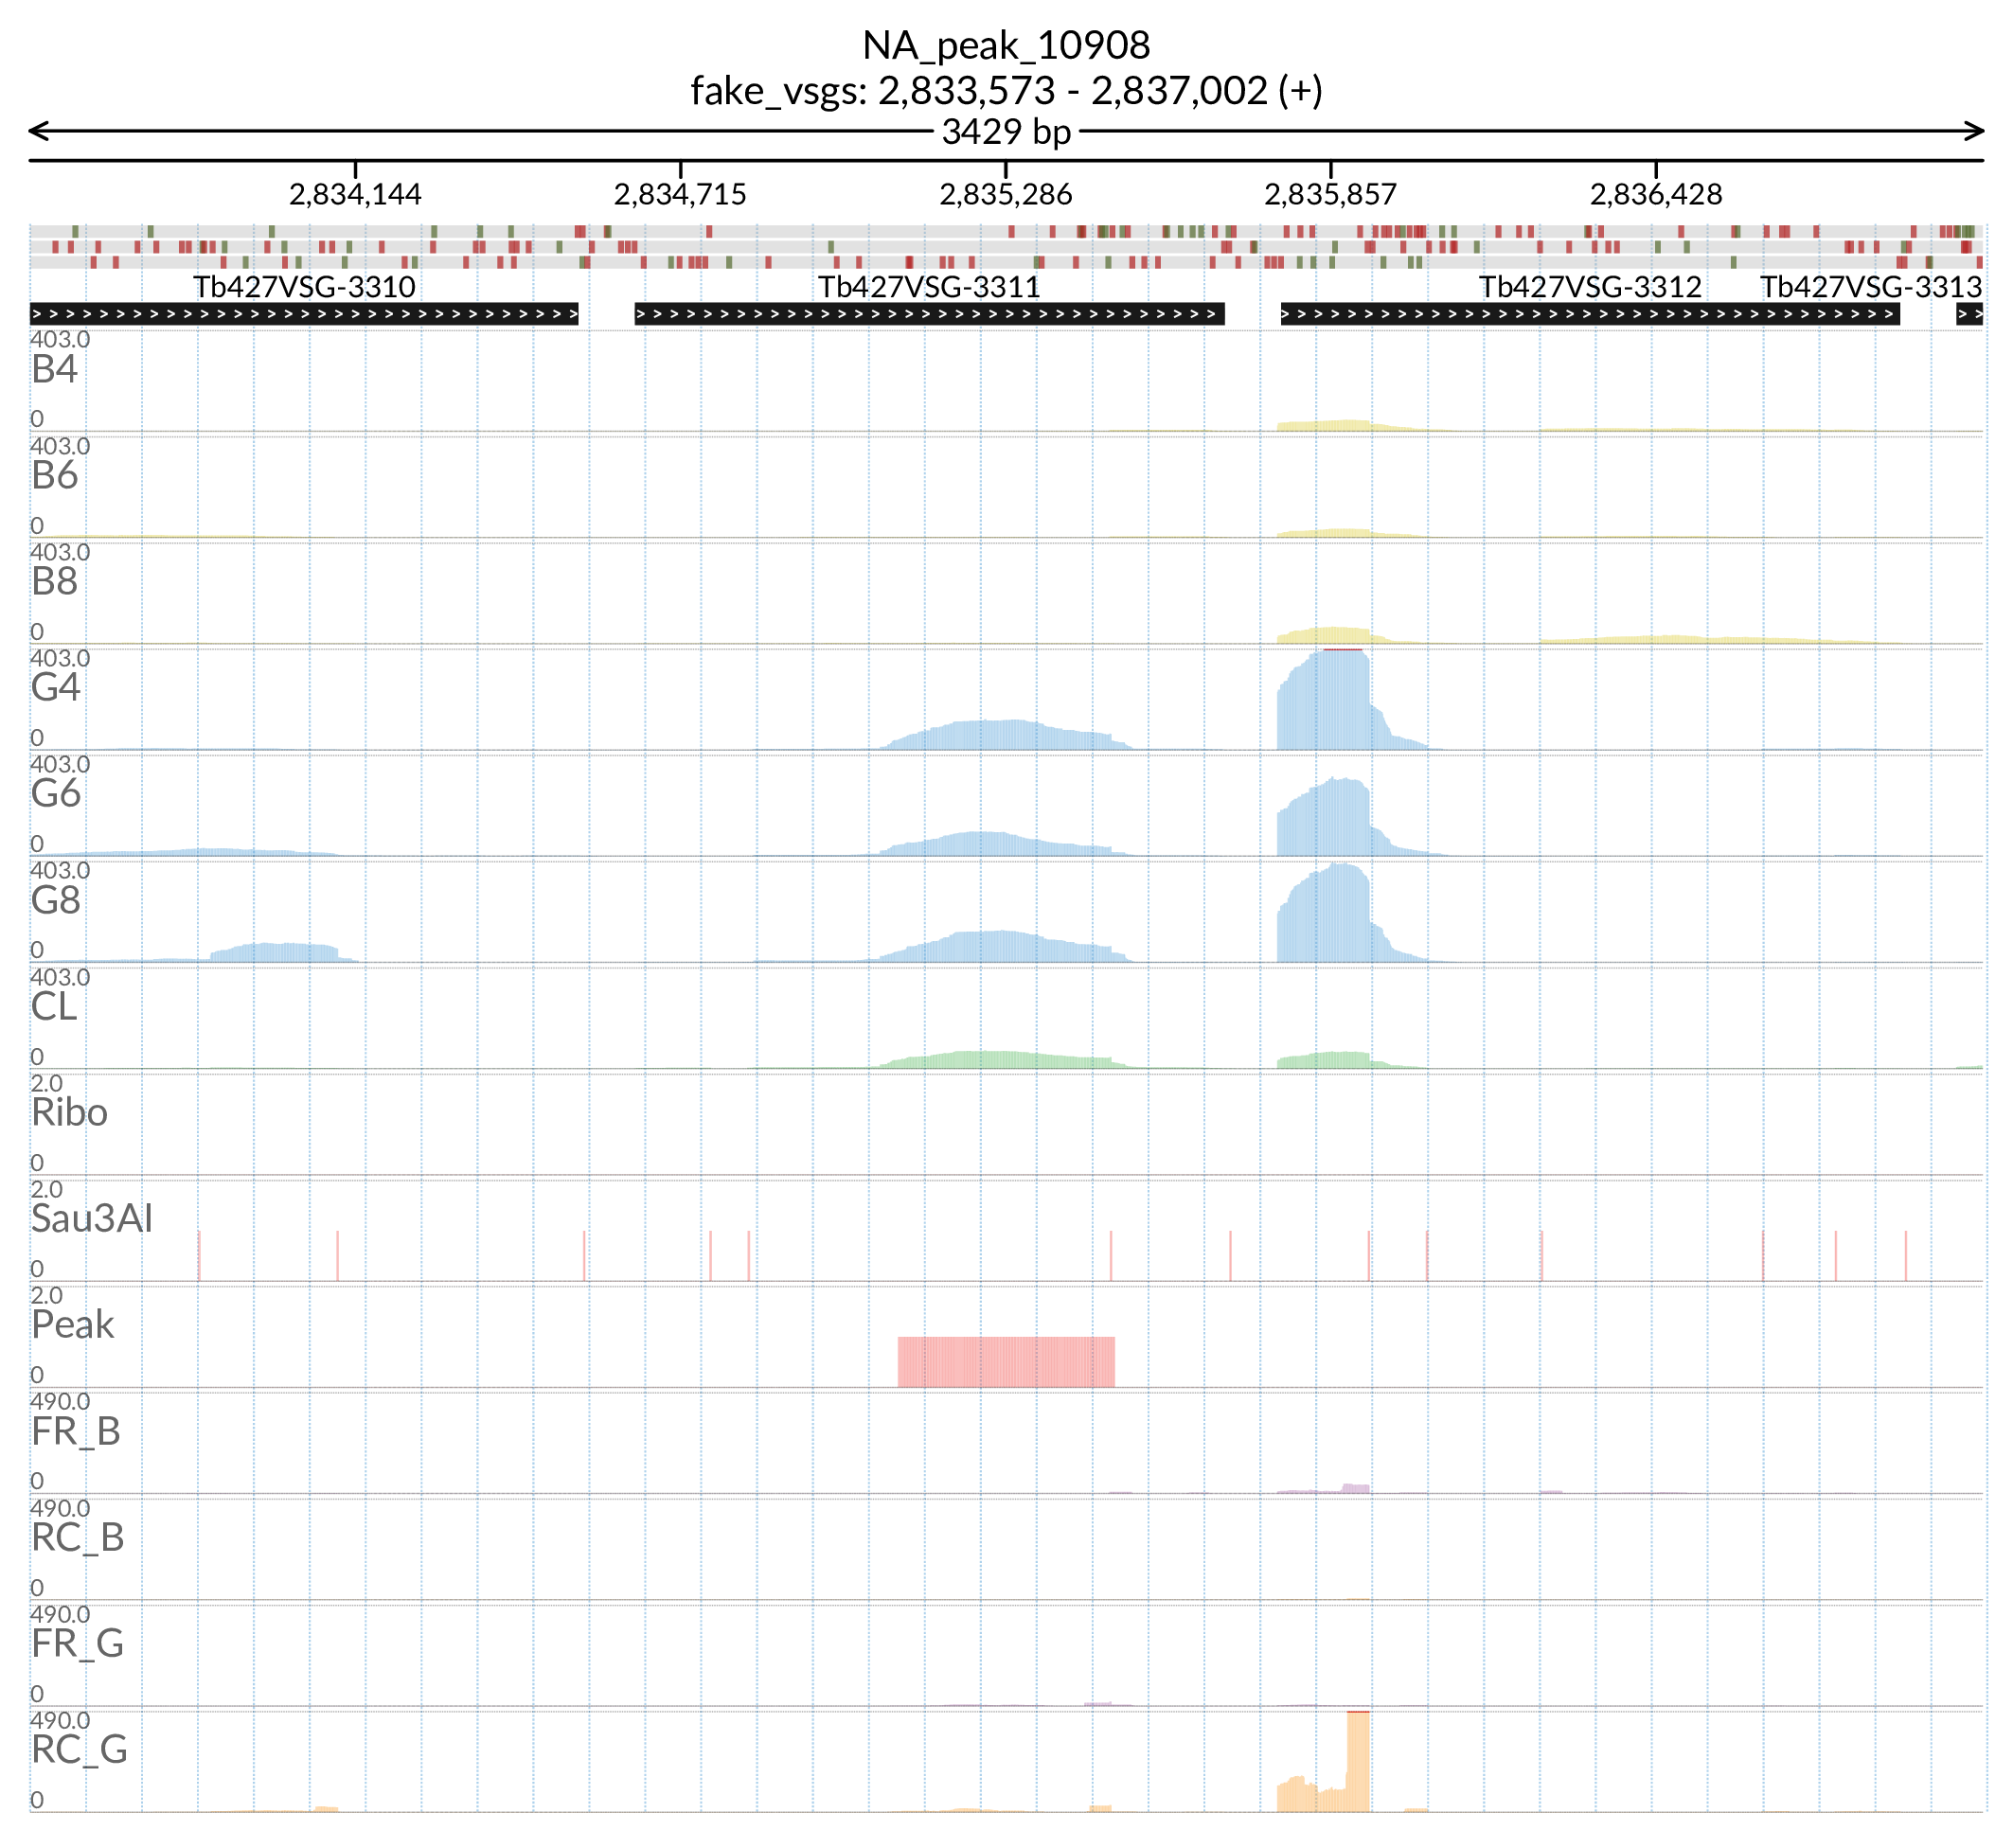 NA_peak_10908
fake_vsgs: 2,833,573 - 2,837,002 (+)
3429 bp
2,834,144 2,834,715 2,835,286 2,835,857 2,836,428
Tb427VSG-3310 Tb427VSG-3311 Tb427VSG-3312 Tb427VSG-3313
403.0
B4
0
403.0
B6
0
403.0
B8
0
403.0
G4
0
403.0
G6
0
403.0
G8
0
403.0
CL
0
2.0
Ribo
0
2.0
Sau3AI
0
2.0
Peak
0
490.0
FR_B
0
490.0
RC_B
0
490.0
FR_G
0
490.0
RC_G
0